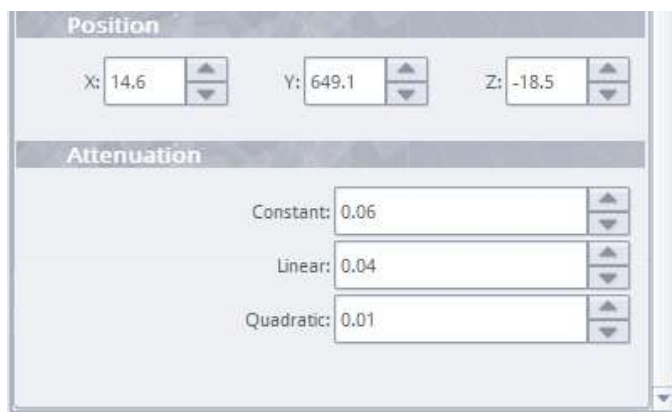 Position
X: 14.6 Y: 649.1 Z: -18.5
Attenuation
Constant: 0.06
Linear: 0.04
Quadratic: 0.01